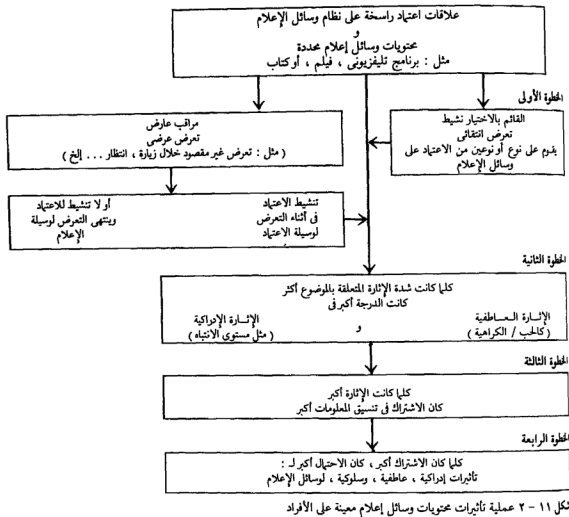 علاقات اعتماد راسخة على نظام وسائل الإعلام
و
محتويات وسائل إعلام محددة
مثل : برنامج تليفزيونى ، فيلم ، أو كتاب
الخطوة الأولى
القائم بالاختيار نشيط
تعرض انتقائى
يقوم على نوع أو نوعين من الاعتماد على
وسائل الإعلام
مراقب عارض
تعرض عرضى
( مثل : تعرض غير مقصود خلال زيارة ، انتظار ... إلخ )
تنشيط الاعتماد
فى أثناء التعرض
لوسيلة الاعتماد
أو لا تنشيط للاعتماد
وينتهى التعرض لوسيلة
الإعلام
الخطوة الثانية
كلما كانت شدة الإثارة المتعلقة بالموضوع أكثر
كانت الدرجة أكبر فى
الإثـارة العـاطفية
( كالحب / الكراهية )
و
الإثـارة الإدراكية
( مثل مستوى الانتباه )
الخطوة الثالثة
كلما كانت الإثارة أكبر
كان الاشتراك فى تنسيق المعلومات أكبر
الخطوة الرابعة
كلما كان الاشتراك أكبر ، كان الاحتمال أكبر لـ :
تأثيرات إدراكية ، عاطفية ، وسلوكية ، لوسائل الإعلام
شكل ١١ - ٢ عملية تأثيرات محتويات وسائل إعلام معينة على الأفراد